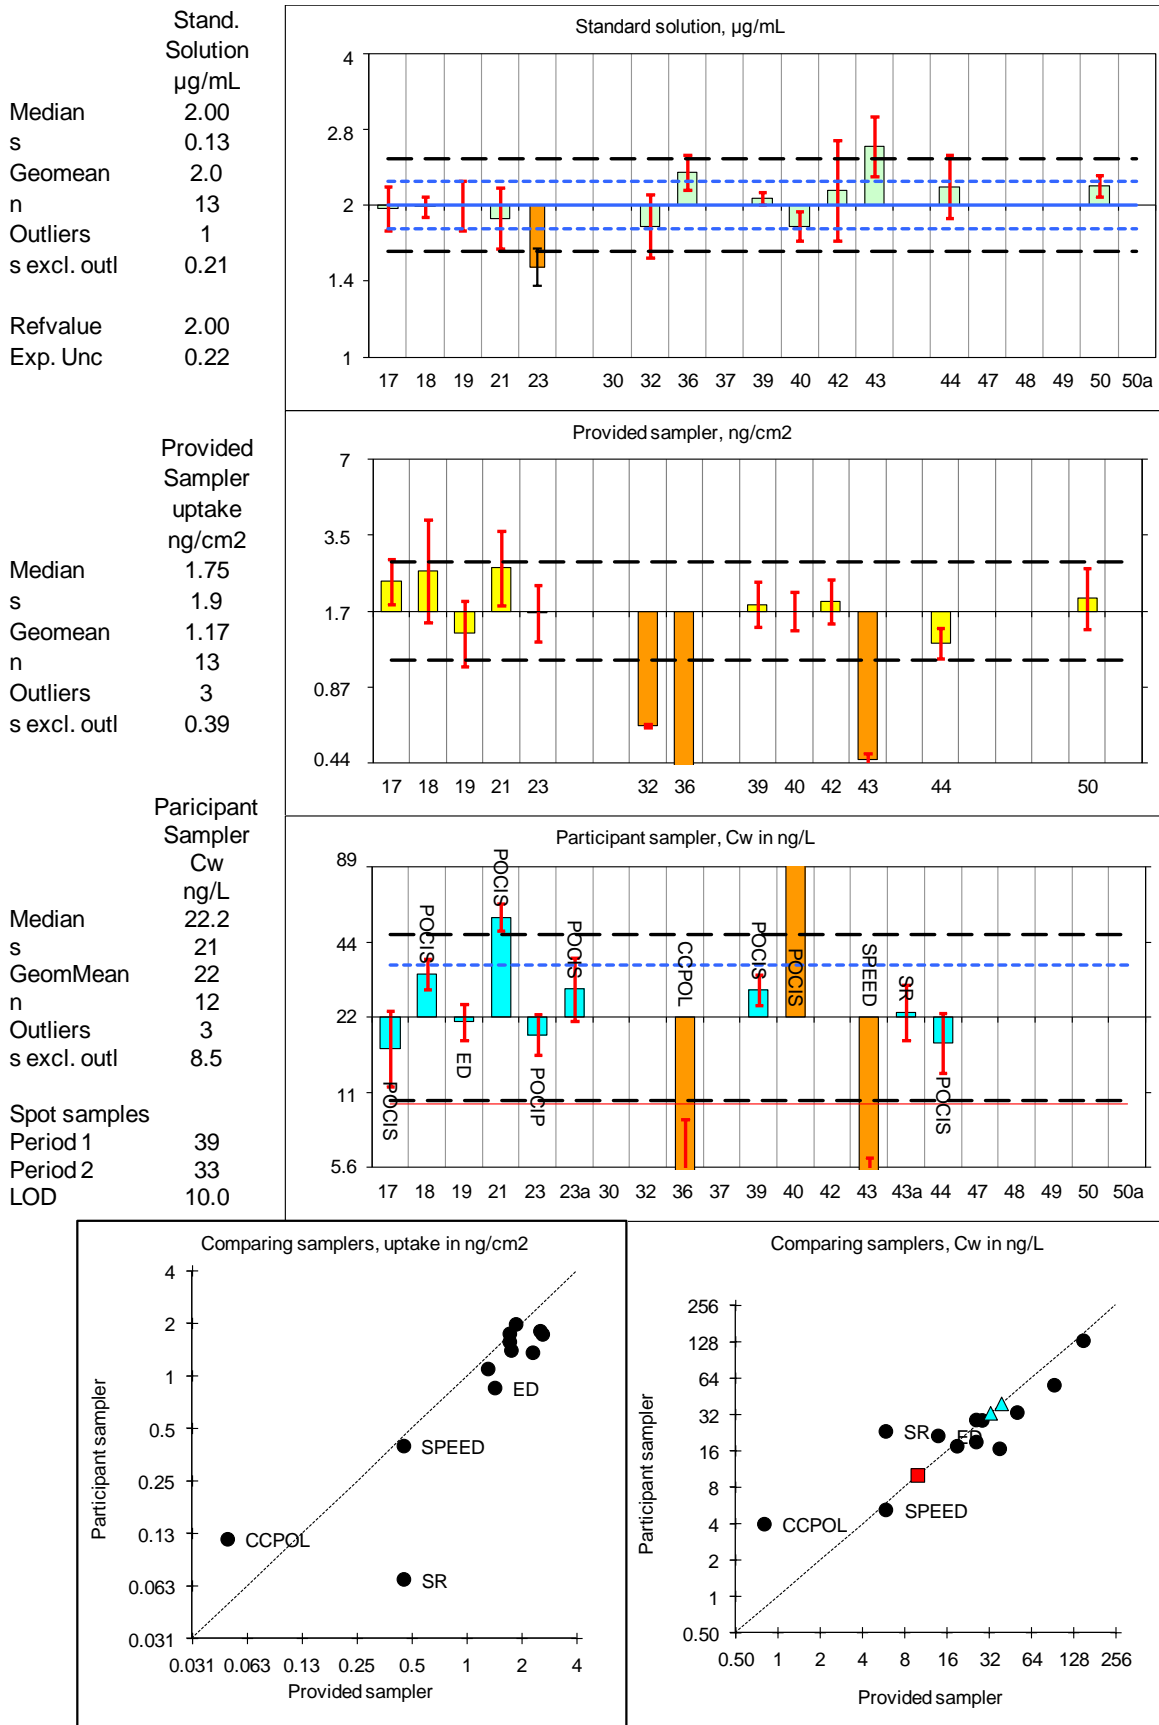 Stand.
Solution
µg/mL
Median 2.00
s 0.13
Geomean 2.0
n 13
Outliers 1
s excl. outl 0.21
Refvalue 2.00
Exp. Unc 0.22
Standard solution, µg/mL
4
2.8
2
1.4
1
17 18 19 21 23 30 32 36 37 39 40 42 43 44 47 48 49 50 50a
Provided
Sampler
uptake
ng/cm2
Median 1.75
s 1.9
Geomean 1.17
n 13
Outliers 3
s excl. outl 0.39
Provided sampler, ng/cm2
7
3.5
1.7
0.87
0.44
17 18 19 21 23 32 36 39 40 42 43 44 50
Paricipant
Sampler
Cw
ng/L
Median 22.2
s 21
GeomMean 22
n 12
Outliers 3
s excl. outl 8.5
Spot samples
Period 1 39
Period 2 33
LOD 10.0
Participant sampler, Cw in ng/L
89
44
22
11
5.6
POCIS
POCIS
ED
POCIS
POCIP
POCIS
CCPOL
POCIS
POCIS
SPEED
SR
POCIS
17 18 19 21 23 23a 30 32 36 37 39 40 42 43 43a 44 47 48 49 50 50a
Comparing samplers, uptake in ng/cm2
Participant sampler
4
2
1
0.5
0.25
0.13
0.063
0.031
ED
SPEED
CCPOL
SR
0.031 0.063 0.13 0.25 0.5 1 2 4
Provided sampler
Comparing samplers, Cw in ng/L
Participant sampler
256
128
64
32
16
8
4
2
1
0.50
SR
ED
SPEED
CCPOL
0.50 1 2 4 8 16 32 64 128 256
Provided sampler